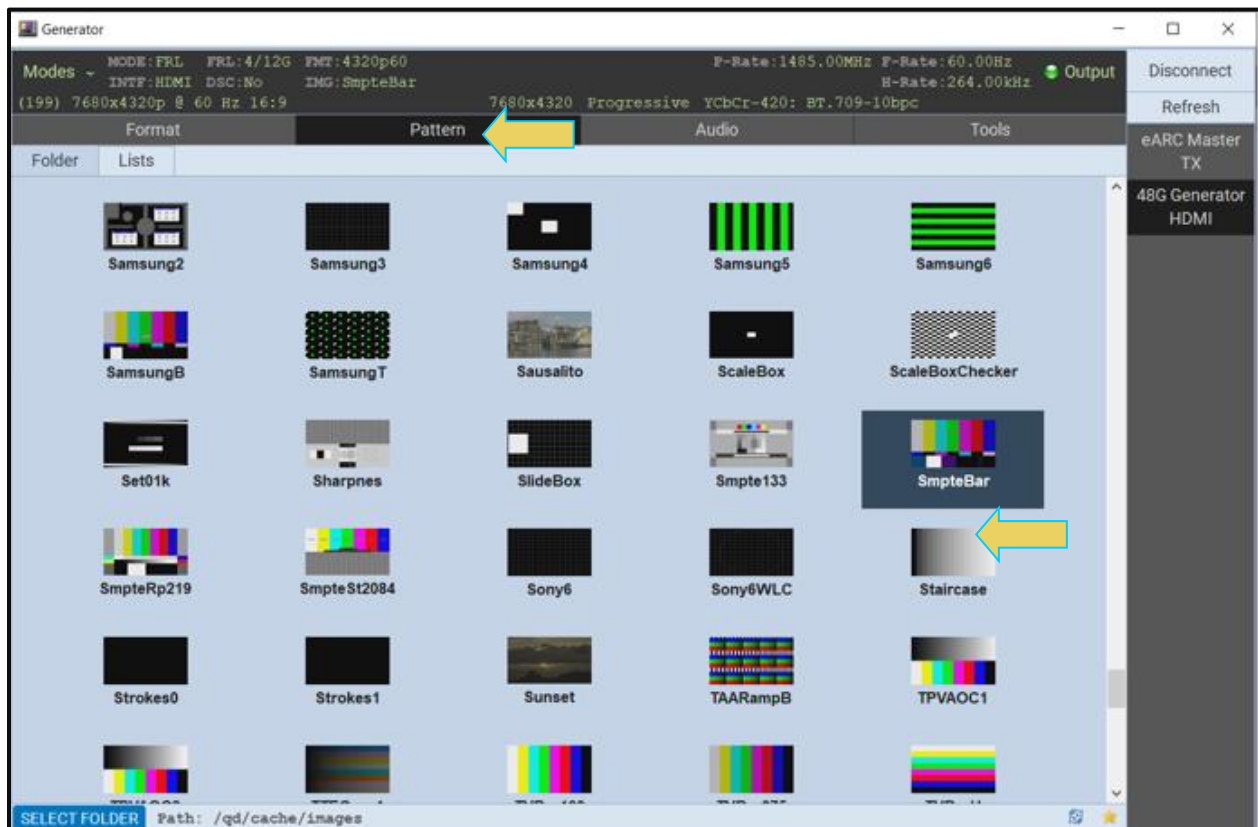 Generator
Modes MODE:FRL FRL:4/12G FMT:4320p60 P-Rate:1485.00MHz F-Rate:60.00Hz Output
INTF:HDMI DSC:No IMG:SmpteBar H-Rate:264.00kHz
(199) 7680x4320p @ 60 Hz 16:9 7680x4320 Progressive YCbCr-420: BT.709-10bpc
Disconnect
Refresh
eARC Master
TX
48G Generator
HDMI
Format Pattern Audio Tools
Folder Lists
Samsung2 Samsung3 Samsung4 Samsung5 Samsung6
SamsungB SamsungT Sausalito ScaleBox ScaleBoxChecker
Set01k Sharpnes SlideBox Smpte133 SmpteBar
SmpteRp219 SmpteSt2084 Sony6 Sony6WLC Staircase
Strokes0 Strokes1 Sunset TAARampB TPVAOC1
SELECT FOLDER Path: /qd/cache/images